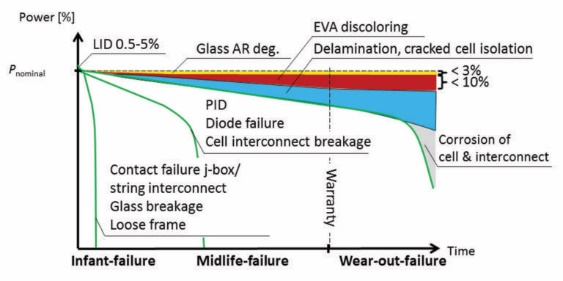 Power [%]
EVA discoloring
LID 0.5-5%
Glass AR deg.
Delamination, cracked cell isolation
Pnominal
< 3%
< 10%
PID
Diode failure
Cell interconnect breakage
Corrosion of
cell & interconnect
Contact failure j-box/
string interconnect
Glass breakage
Loose frame
Warranty
Time
Infant-failure
Midlife-failure
Wear-out-failure